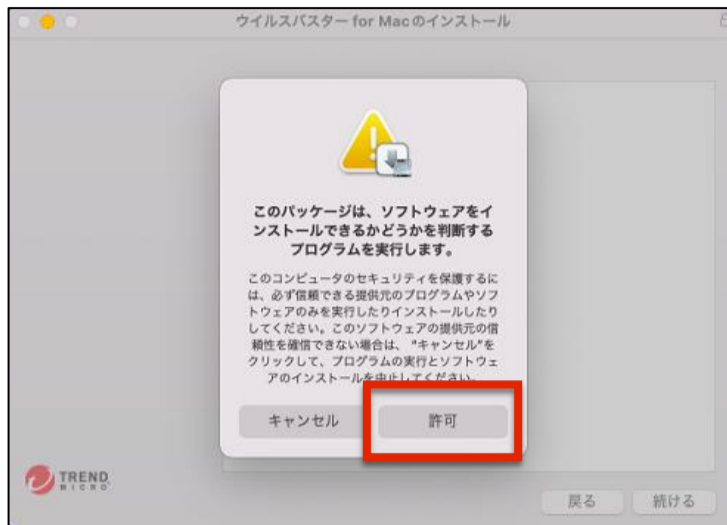 ウイルスバスター for Macのインストール
このパッケージは、ソフトウェアをイ
ンストールできるかどうかを判断する
プログラムを実行します。
このコンピュータのセキュリティを保護するに
は、必ず信頼できる提供元のプログラムやソフ
トウェアのみを実行したりインストールしたり
してください。このソフトウェアの提供元の信
頼性を確信できない場合は、“キャンセル”を
クリックして、プログラムの実行とソフトウェ
アのインストールを中止してください。
キャンセル 許可
TREND
MICRO
戻る 続ける